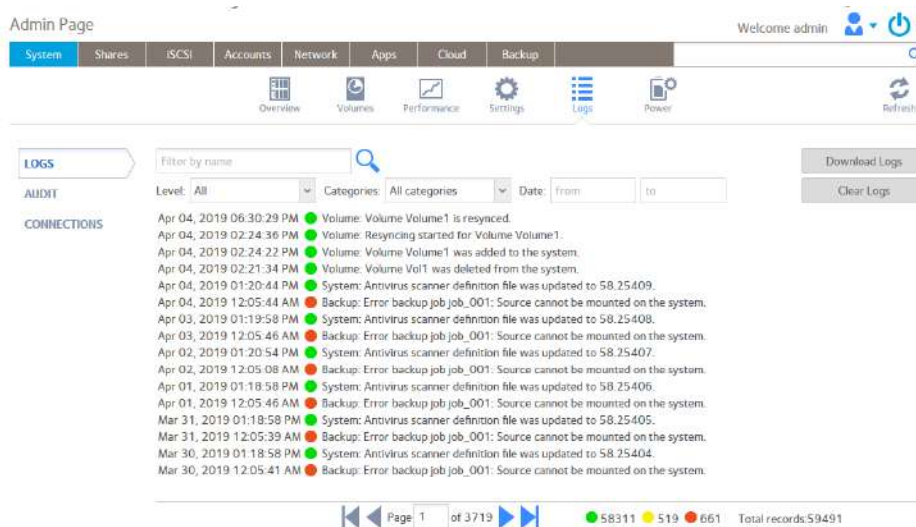 Admin Page
Welcome admin
System Shares iSCSI Accounts Network Apps Cloud Backup
Overview Volumes Performance Settings Logs Power Refresh
LOGS
AUDIT
CONNECTIONS
Filter by name
Download Logs
Level: All Categories: All categories Date: from to
Clear Logs
Apr 04, 2019 06:30:29 PM Volume: Volume Volume1 is resynced.
Apr 04, 2019 02:24:36 PM Volume: Resyncing started for Volume Volume1.
Apr 04, 2019 02:24:22 PM Volume: Volume Volume1 was added to the system.
Apr 04, 2019 02:21:34 PM Volume: Volume Vol1 was deleted from the system.
Apr 04, 2019 01:20:44 PM System: Antivirus scanner definition file was updated to 58.25409.
Apr 04, 2019 12:05:44 AM Backup: Error backup job job_001: Source cannot be mounted on the system.
Apr 03, 2019 01:19:58 PM System: Antivirus scanner definition file was updated to 58.25408.
Apr 03, 2019 12:05:46 AM Backup: Error backup job job_001: Source cannot be mounted on the system.
Apr 02, 2019 01:20:54 PM System: Antivirus scanner definition file was updated to 58.25407.
Apr 02, 2019 12:05:08 AM Backup: Error backup job job_001: Source cannot be mounted on the system.
Apr 01, 2019 01:18:58 PM System: Antivirus scanner definition file was updated to 58.25406.
Apr 01, 2019 12:05:46 AM Backup: Error backup job job_001: Source cannot be mounted on the system.
Mar 31, 2019 01:18:58 PM System: Antivirus scanner definition file was updated to 58.25405.
Mar 31, 2019 12:05:39 AM Backup: Error backup job job_001: Source cannot be mounted on the system.
Mar 30, 2019 01:18:58 PM System: Antivirus scanner definition file was updated to 58.25404.
Mar 30, 2019 12:05:41 AM Backup: Error backup job job_001: Source cannot be mounted on the system.
Page 1 of 3719 58311 519 661 Total records:59491